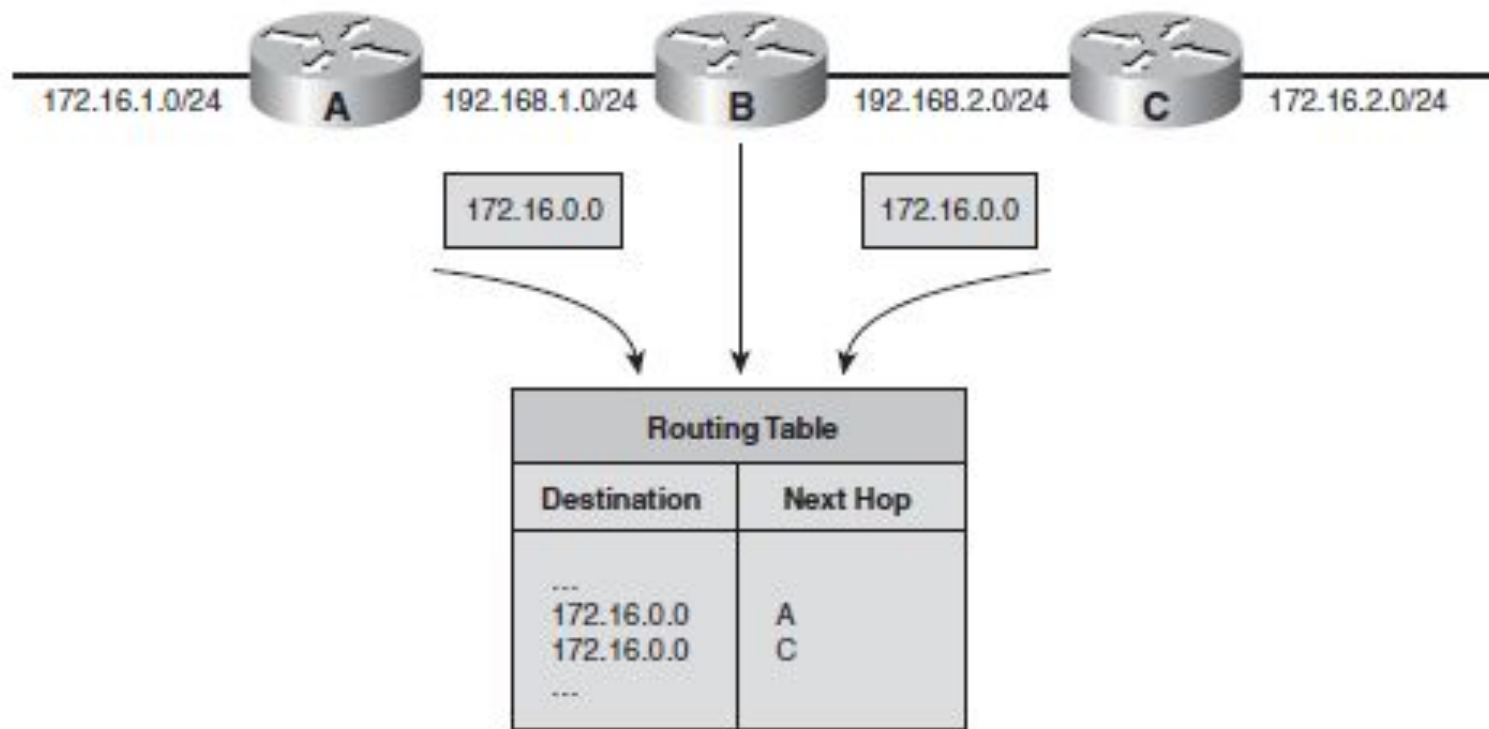 172.16.1.0/24
A
192.168.1.0/24
B
192.168.2.0/24
C
172.16.2.0/24
172.16.0.0
172.16.0.0
Routing Table
Destination Next Hop
...
172.16.0.0 A
172.16.0.0 C
...